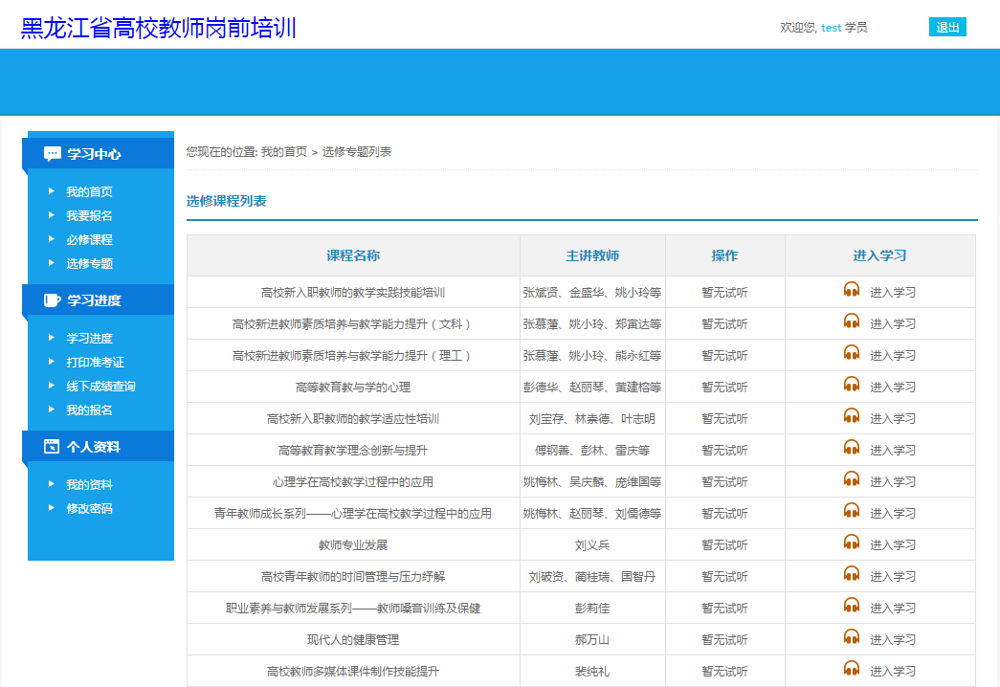 黑龙江省高校教师岗前培训
欢迎您, test 学员
退出
学习中心
我的首页
我要报名
必修课程
选修专题
学习进度
学习进度
打印准考证
线下成绩查询
我的报名
个人资料
我的资料
修改密码
您现在的位置: 我的首页 > 选修专题列表
选修课程列表
课程名称 主讲教师 操作 进入学习
高校新入职教师的教学实践技能培训 张斌贤、金盛华、姚小玲等 暂无试听 进入学习
高校新进教师素质培养与教学能力提升（文科） 张慕葏、姚小玲、郑寅达等 暂无试听 进入学习
高校新进教师素质培养与教学能力提升（理工） 张慕葏、姚小玲、熊永红等 暂无试听 进入学习
高等教育教与学的心理 彭德华、赵丽琴、黄建榕等 暂无试听 进入学习
高校新入职教师的教学适应性培训 刘宝存、林崇德、叶志明 暂无试听 进入学习
高等教育教学理念创新与提升 傅钢善、彭林、雷庆等 暂无试听 进入学习
心理学在高校教学过程中的应用 姚梅林、吴庆麟、庞维国等 暂无试听 进入学习
青年教师成长系列——心理学在高校教学过程中的应用 姚梅林、赵丽琴、刘儒德等 暂无试听 进入学习
教师专业发展 刘义兵 暂无试听 进入学习
高校青年教师的时间管理与压力纾解 刘破资、蔺桂瑞、国智丹 暂无试听 进入学习
职业素养与教师发展系列——教师嗓音训练及保健 彭莉佳 暂无试听 进入学习
现代人的健康管理 郝万山 暂无试听 进入学习
高校教师多媒体课件制作技能提升 裴纯礼 暂无试听 进入学习